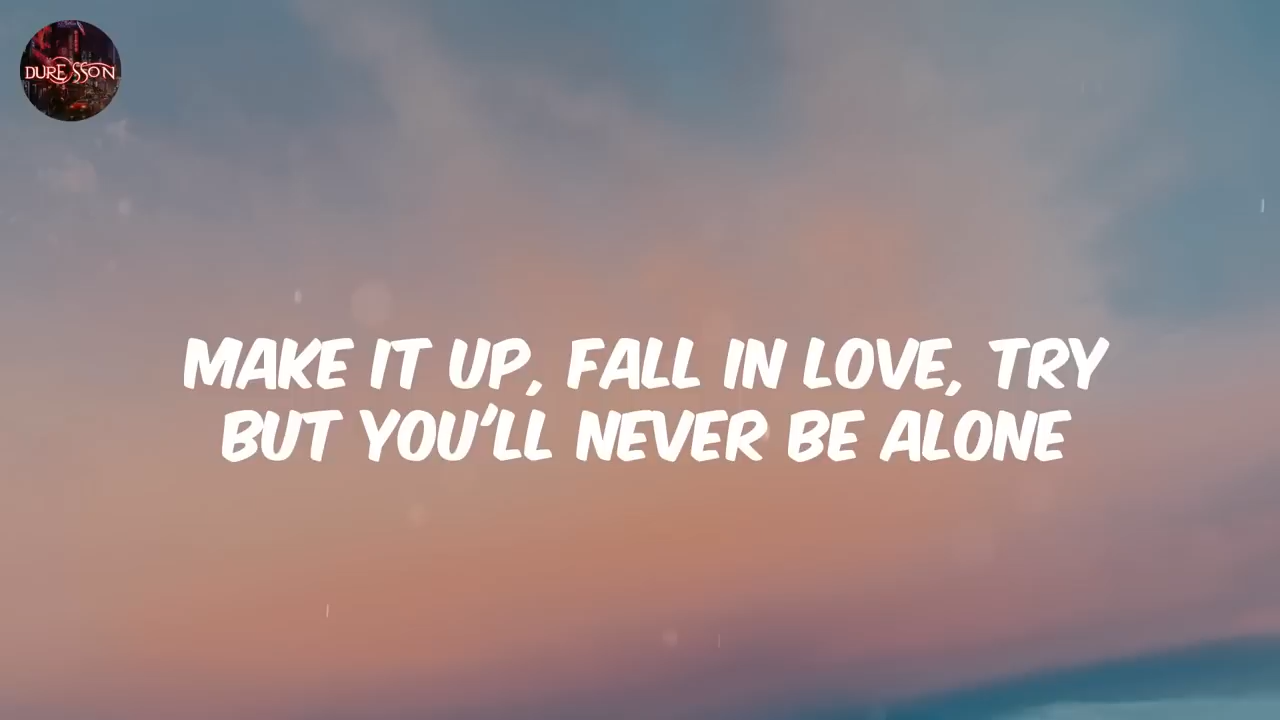 DURESSON
MAKE IT UP, FALL IN LOVE, TRY
BUT YOU'LL NEVER BE ALONE